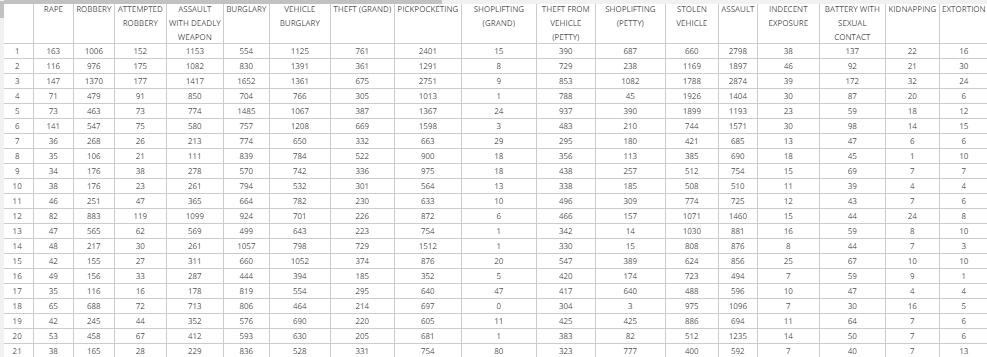 RAPE ROBBERY ATTEMPTED ROBBERY ASSAULT WITH DEADLY WEAPON BURGLARY VEHICLE BURGLARY THEFT (GRAND) PICKPOCKETING SHOPLIFTING (GRAND) THEFT FROM VEHICLE (PETTY) SHOPLIFTING (PETTY) STOLEN VEHICLE ASSAULT INDECENT EXPOSURE BATTERY WITH SEXUAL CONTACT KIDNAPPING EXTORTION
1 163 1006 152 1153 554 1125 761 2401 15 390 687 660 2798 38 137 22 16
2 116 976 175 1082 830 1391 361 1291 8 729 238 1169 1897 46 92 21 30
3 147 1370 177 1417 1652 1361 675 2751 9 853 1082 1788 2874 39 172 32 24
4 71 479 91 850 704 766 305 1013 1 788 45 1926 1404 30 87 20 6
5 73 463 73 774 1485 1067 387 1367 24 937 390 1899 1193 23 59 18 12
6 141 547 75 580 757 1208 669 1598 3 483 210 744 1571 30 98 14 15
7 36 268 26 213 774 650 332 663 29 295 180 421 685 13 47 6 6
8 35 106 21 111 839 784 522 900 18 356 113 385 690 18 45 1 10
9 34 176 38 278 570 742 336 975 18 438 257 512 754 15 69 7 7
10 38 176 23 261 794 532 301 564 13 338 185 508 510 11 39 4 4
11 46 251 47 365 664 782 230 633 10 496 309 774 725 12 43 7 6
12 82 883 119 1099 924 701 226 872 6 466 157 1071 1460 15 44 24 8
13 47 565 62 569 499 643 223 754 1 342 14 1030 881 16 59 8 10
14 48 217 30 261 1057 798 729 1512 1 330 15 808 876 8 44 7 3
15 42 155 27 311 660 1052 374 876 20 547 389 624 856 25 67 10 10
16 49 156 33 287 444 394 185 352 5 420 174 723 494 7 59 9 1
17 35 116 16 178 819 554 295 640 47 417 640 488 596 10 47 4 4
18 65 688 72 713 806 464 214 697 0 304 3 975 1096 7 30 16 5
19 42 245 44 352 576 690 220 605 11 425 425 886 694 11 64 7 6
20 53 458 67 412 593 630 205 681 1 383 82 512 1235 14 50 7 6
21 38 165 28 229 836 528 331 754 80 323 777 400 592 7 40 7 13